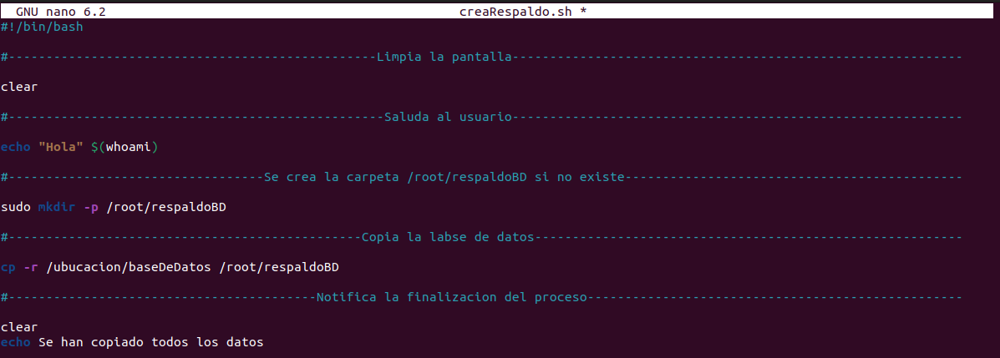 GNU nano 6.2 creaRespaldo.sh *
#!/bin/bash
#-------------------------------------------------Limpia la pantalla------------------------------------------------------------
clear
#--------------------------------------------------Saluda al usuario------------------------------------------------------------
echo "Hola" $(whoami)
#----------------------------------Se crea la carpeta /root/respaldoBD si no existe---------------------------------------------
sudo mkdir -p /root/respaldoBD
#-----------------------------------------------Copia la labse de datos---------------------------------------------------------
cp -r /ubucacion/baseDeDatos /root/respaldoBD
#-----------------------------------------Notifica la finalizacion del proceso--------------------------------------------------
clear
echo Se han copiado todos los datos